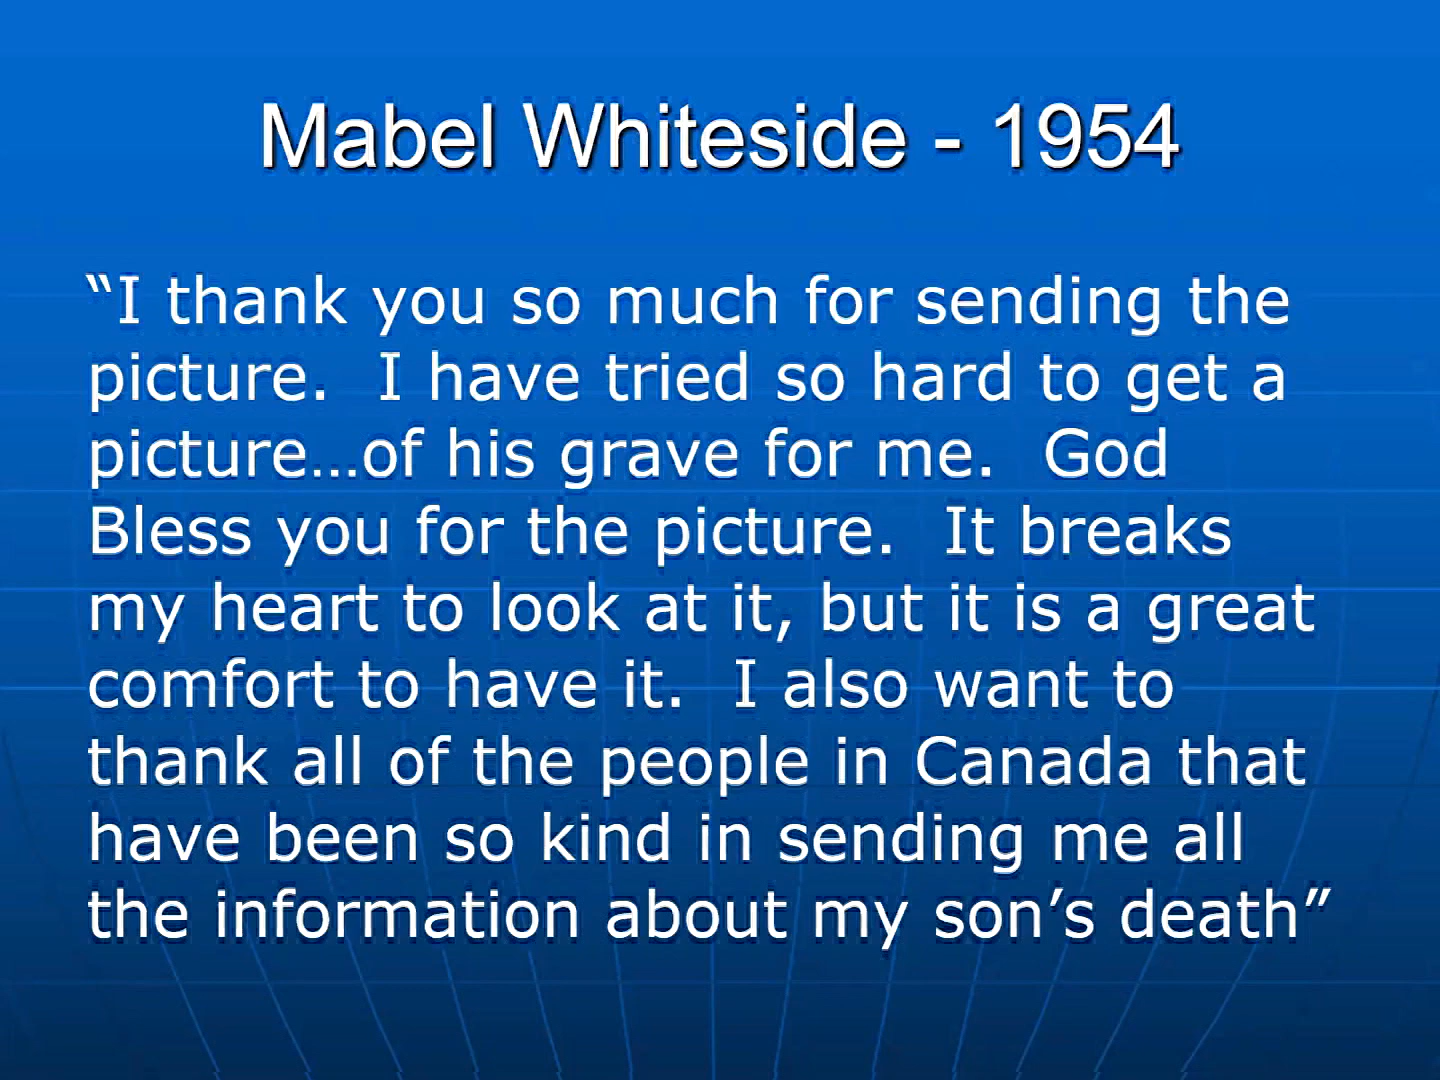 Mabel Whiteside - 1954
“I thank you so much for sending the
picture.  I have tried so hard to get a
picture…of his grave for me.  God
Bless you for the picture.  It breaks
my heart to look at it, but it is a great
comfort to have it.  I also want to
thank all of the people in Canada that
have been so kind in sending me all
the information about my son’s death”